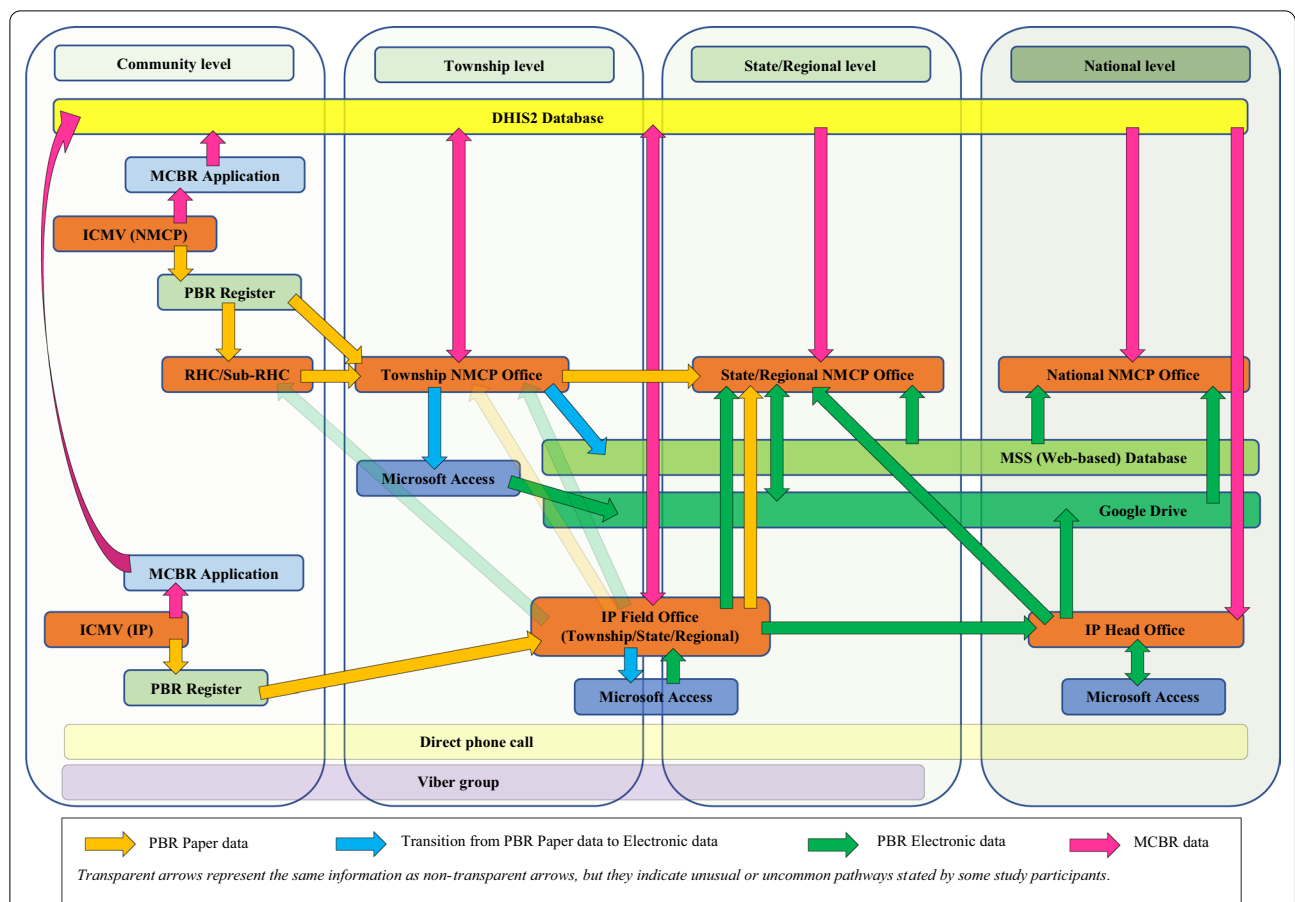 Community level
Township level
State/Regional level
National level
DHIS2 Database
MCBR Application
ICMV (NMCP)
PBR Register
RHC/Sub-RHC
Township NMCP Office
State/Regional NMCP Office
National NMCP Office
MSS (Web-based) Database
Microsoft Access
Google Drive
MCBR Application
ICMV (IP)
IP Field Office
(Township/State/Regional)
IP Head Office
PBR Register
Microsoft Access
Microsoft Access
Direct phone call
Viber group
PBR Paper data
Transition from PBR Paper data to Electronic data
PBR Electronic data
MCBR data
Transparent arrows represent the same information as non-transparent arrows, but they indicate unusual or uncommon pathways stated by some study participants.